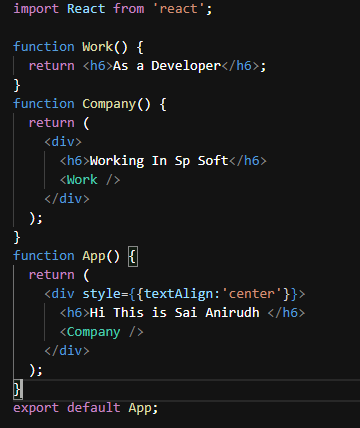 import React from 'react';

function Work() {
  return <h6>As a Developer</h6>;
}
function Company() {
  return (
    <div>
      <h6>Working In Sp Soft</h6>
      <Work />
    </div>
  );
}
function App() {
  return (
    <div style={{textAlign:'center'}}>
      <h6>Hi This is Sai Anirudh </h6>
      <Company />
    </div>
  );
}
export default App;